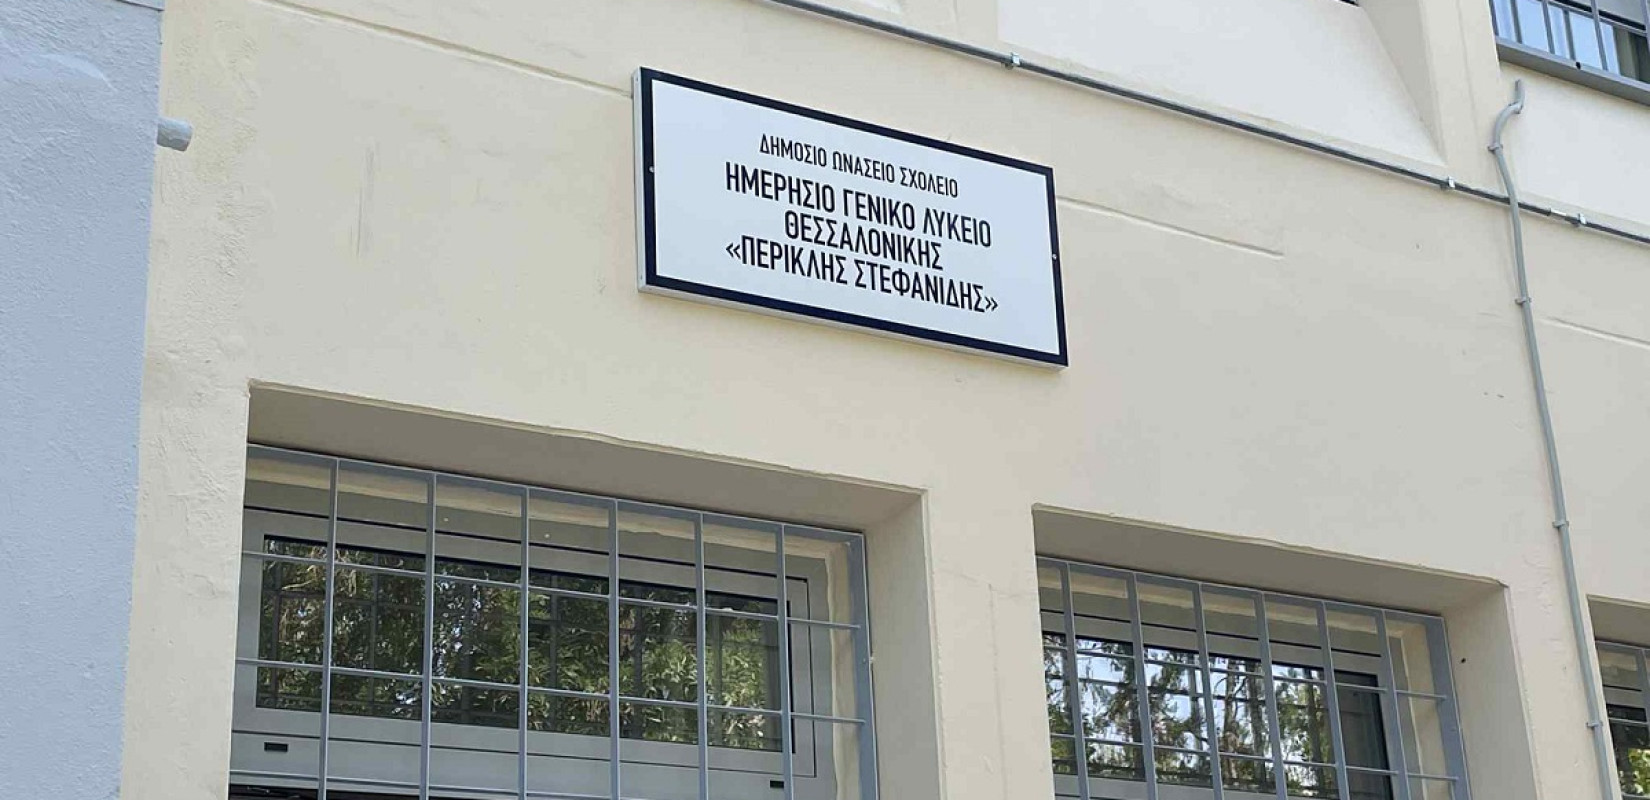 ΔΗΜΟΣΙΟ ΩΝΑΣΕΙΟ ΣΧΟΛΕΙΟ
ΗΜΕΡΗΣΙΟ ΓΕΝΙΚΟ ΛΥΚΕΙΟ
ΘΕΣΣΑΛΟΝΙΚΗΣ
«ΠΕΡΙΚΛΗΣ ΣΤΕΦΑΝΙΔΗΣ»